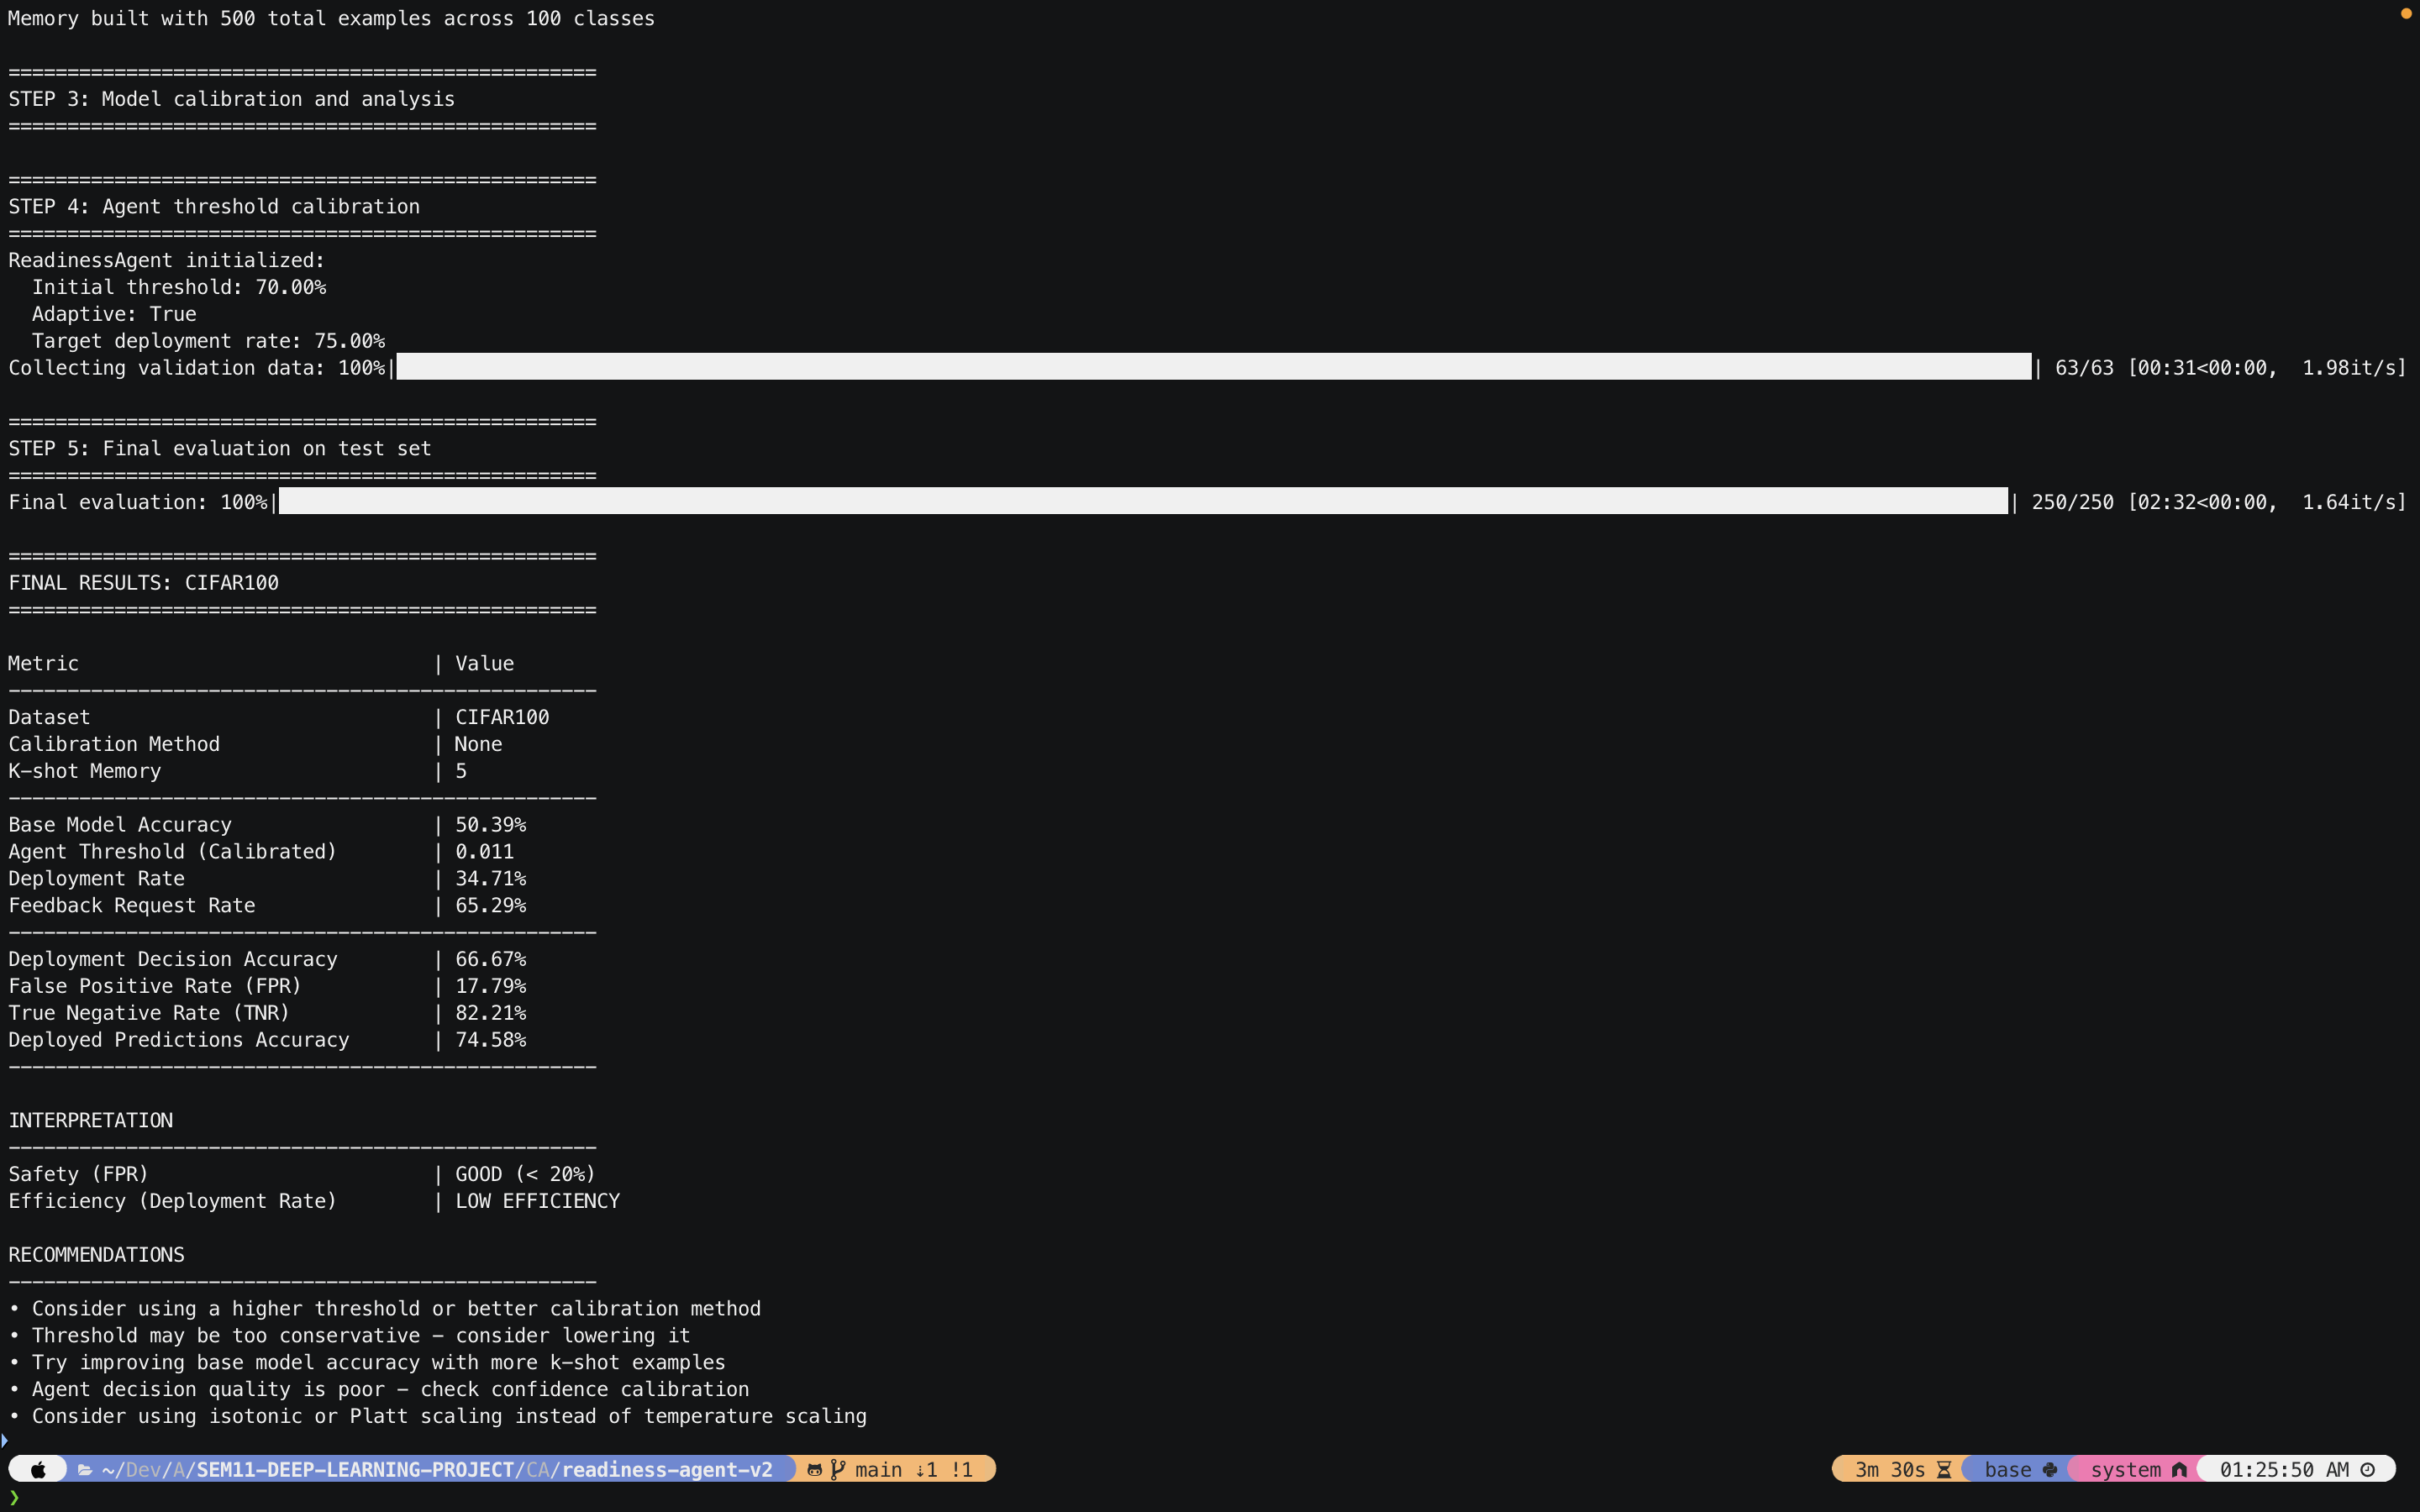 Memory built with 500 total examples across 100 classes
==================================================
STEP 3: Model calibration and analysis
==================================================
==================================================
STEP 4: Agent threshold calibration
==================================================
ReadinessAgent initialized:
  Initial threshold: 70.00%
  Adaptive: True
  Target deployment rate: 75.00%
Collecting validation data: 100%| | 63/63 [00:31<00:00,  1.98it/s]
==================================================
STEP 5: Final evaluation on test set
==================================================
Final evaluation: 100%| | 250/250 [02:32<00:00,  1.64it/s]
==================================================
FINAL RESULTS: CIFAR100
==================================================
Metric | Value
--------------------------------------------------
Dataset | CIFAR100
Calibration Method | None
K-shot Memory | 5
--------------------------------------------------
Base Model Accuracy | 50.39%
Agent Threshold (Calibrated) | 0.011
Deployment Rate | 34.71%
Feedback Request Rate | 65.29%
--------------------------------------------------
Deployment Decision Accuracy | 66.67%
False Positive Rate (FPR) | 17.79%
True Negative Rate (TNR) | 82.21%
Deployed Predictions Accuracy | 74.58%
--------------------------------------------------
INTERPRETATION
--------------------------------------------------
Safety (FPR) | GOOD (< 20%)
Efficiency (Deployment Rate) | LOW EFFICIENCY
RECOMMENDATIONS
--------------------------------------------------
• Consider using a higher threshold or better calibration method
• Threshold may be too conservative - consider lowering it
• Try improving base model accuracy with more k-shot examples
• Agent decision quality is poor - check confidence calibration
• Consider using isotonic or Platt scaling instead of temperature scaling
~/Dev/A/SEM11-DEEP-LEARNING-PROJECT/CA/readiness-agent-v2 main ⇣1 !1 3m 30s base system 01:25:50 AM
❯